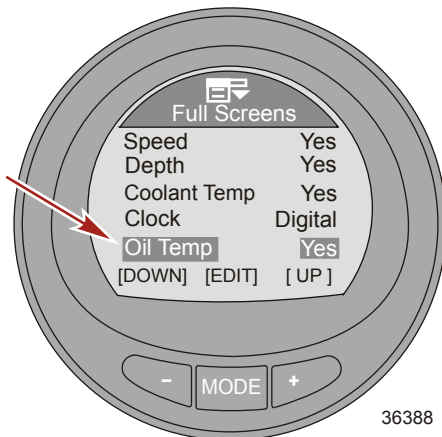 Full Screens
Speed Yes
Depth Yes
Coolant Temp Yes
Clock Digital
Oil Temp Yes
[DOWN] [EDIT] [ UP ]
- MODE +
36388